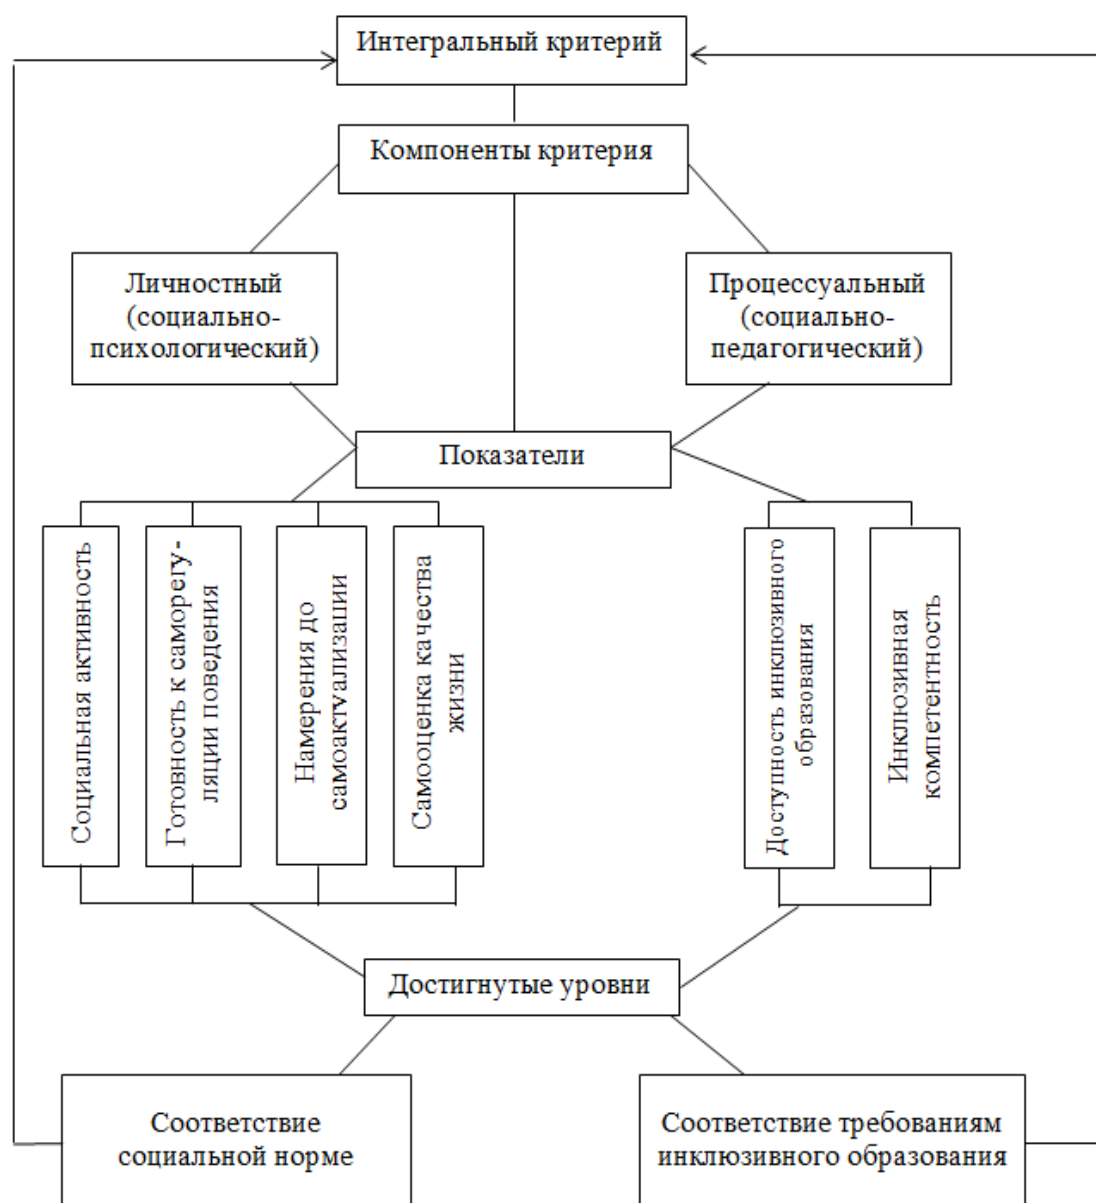 Интегральный критерий
Компоненты критерия
Личностный
(социально-
психологический)
Процессуальный
(социально-
педагогический)
Показатели
Социальная активность
Готовность к саморегу-
ляции поведения
Намерения до
самоактуализации
Самооценка качества
жизни
Доступность инклюзивного
образования
Инклюзивная
компетентность
Достигнутые уровни
Соответствие
социальной норме
Соответствие требованиям
инклюзивного образования